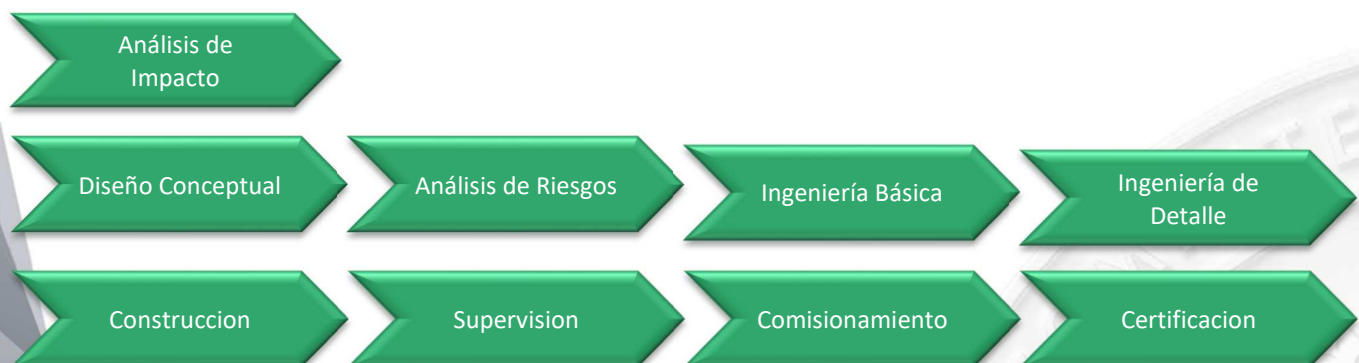 Análisis de
Impacto
Diseño Conceptual
Análisis de Riesgos
Ingeniería Básica
Ingeniería de
Detalle
Construccion
Supervision
Comisionamiento
Certificacion